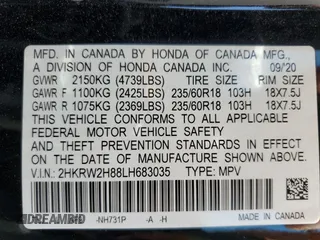 MFD. IN CANADA BY HONDA OF CANADA MFG.,
A DIVISION OF HONDA CANADA INC. 09/'20
GVWR 2150KG (4739LBS) TIRE SIZE RIM SIZE
GAWR F 1100KG (2425LBS) 235/60R18 103H 18X7.5J
GAWR R 1075KG (2369LBS) 235/60R18 103H 18X7.5J
THIS VEHICLE CONFORMS TO ALL APPLICABLE
FEDERAL MOTOR VEHICLE SAFETY AND
THEFT PREVENTION STANDARDS IN EFFECT ON
THE DATE OF MANUFACTURE SHOWN ABOVE.
V.I.N: 2HKRW2H88LH683035 TYPE: MPV
MADE IN
CANADA
NH731P -A -H
DREAMBID